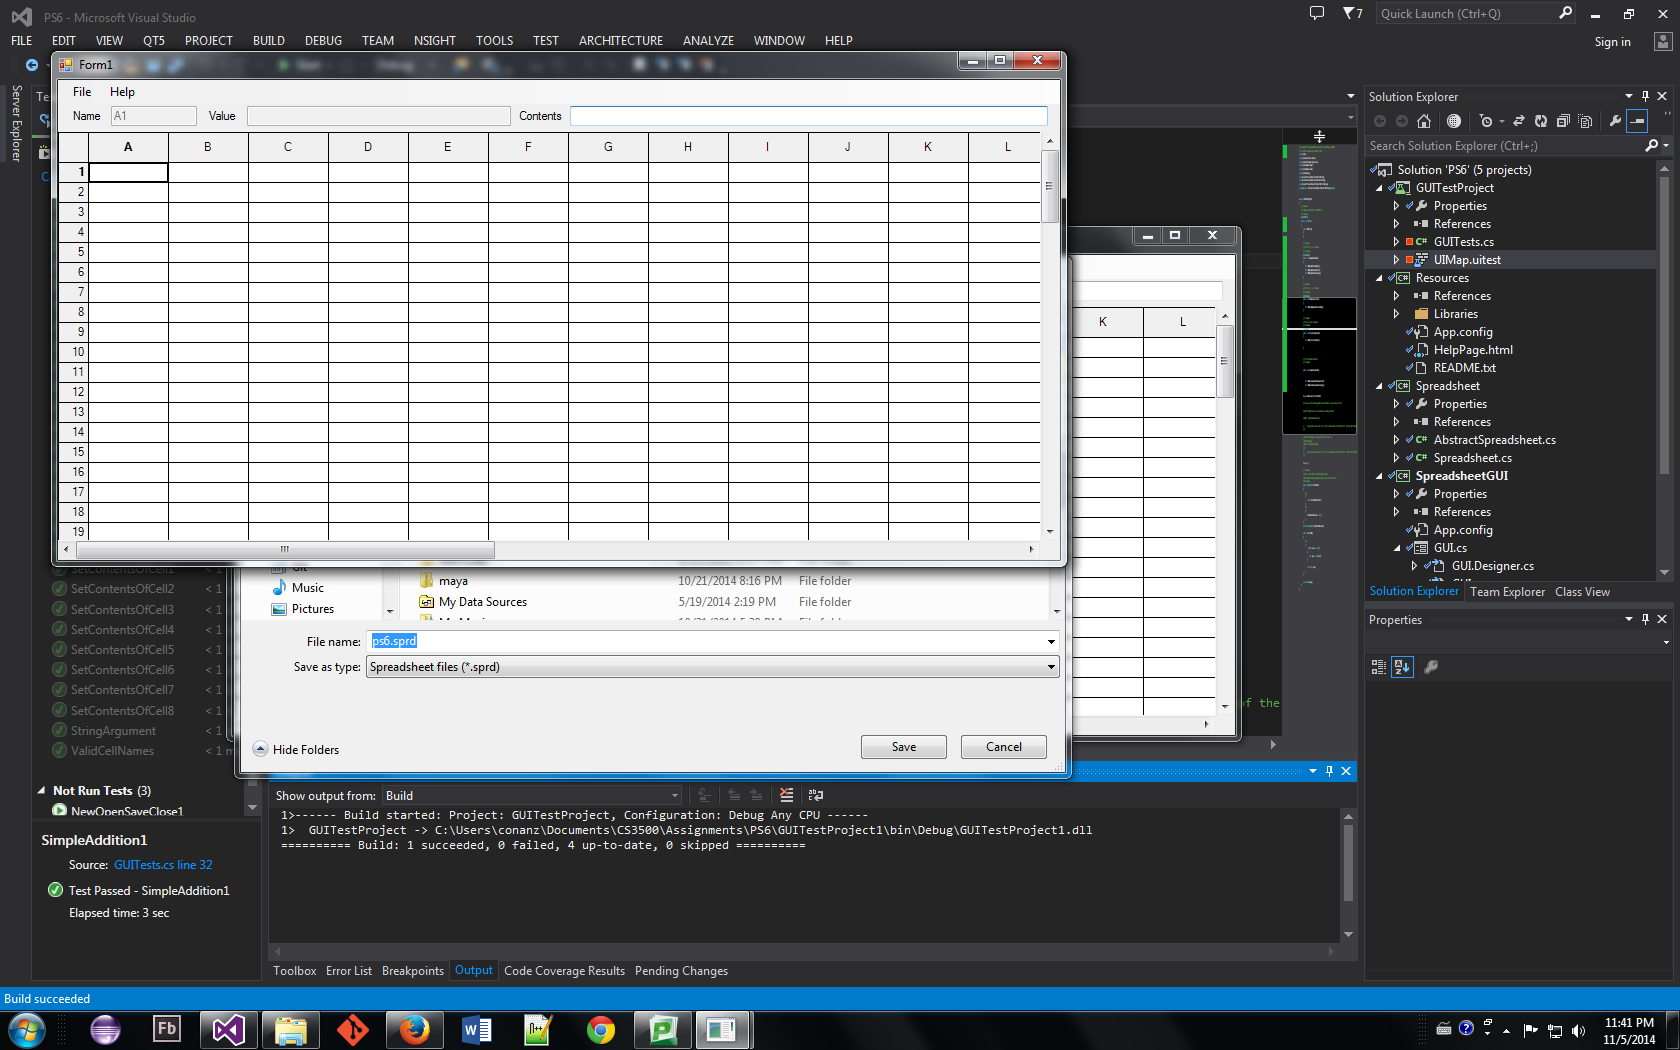 PS6 - Microsoft Visual Studio
7
Quick Launch (Ctrl+Q)
FILE EDIT VIEW QT5 PROJECT BUILD DEBUG TEAM NSIGHT TOOLS TEST ARCHITECTURE ANALYZE WINDOW HELP
Sign in
Server Explorer
Te
Form1
File Help
Name A1 Value Contents
A B C D E F G H I J K L
1
2
3
4
5
6
7
8
9
10
11
12
13
14
15
16
17
18
19
K L
Solution Explorer
Search Solution Explorer (Ctrl+;)
Solution 'PS6' (5 projects)
GUITestProject
Properties
References
GUITests.cs
UIMap.uitest
Resources
References
Libraries
App.config
HelpPage.html
README.txt
Spreadsheet
Properties
References
AbstractSpreadsheet.cs
Spreadsheet.cs
SpreadsheetGUI
Properties
References
App.config
GUI.cs
GUI.Designer.cs
Solution Explorer Team Explorer Class View
Properties
SetContentsOfCell1 < 1
SetContentsOfCell2 < 1
SetContentsOfCell3 < 1
SetContentsOfCell4 < 1
SetContentsOfCell5 < 1
SetContentsOfCell6 < 1
SetContentsOfCell7 < 1
SetContentsOfCell8 < 1
StringArgument < 1
ValidCellNames < 1 m
Not Run Tests (3)
NewOpenSaveClose1
SimpleAddition1
Source: GUITests.cs line 32
Test Passed - SimpleAddition1
Elapsed time: 3 sec
Music
Pictures
maya 10/21/2014 8:16 PM File folder
My Data Sources 5/19/2014 2:19 PM File folder
File name: ps6.sprd
Save as type: Spreadsheet files (*.sprd)
Hide Folders
Save Cancel
of the
Show output from: Build
1>------ Build started: Project: GUITestProject, Configuration: Debug Any CPU ------
1>  GUITestProject -> C:\Users\conanz\Documents\CS3500\Assignments\PS6\GUITestProject1\bin\Debug\GUITestProject1.dll
========== Build: 1 succeeded, 0 failed, 4 up-to-date, 0 skipped ==========
Toolbox Error List Breakpoints Output Code Coverage Results Pending Changes
Build succeeded
Fb
11:41 PM
11/5/2014